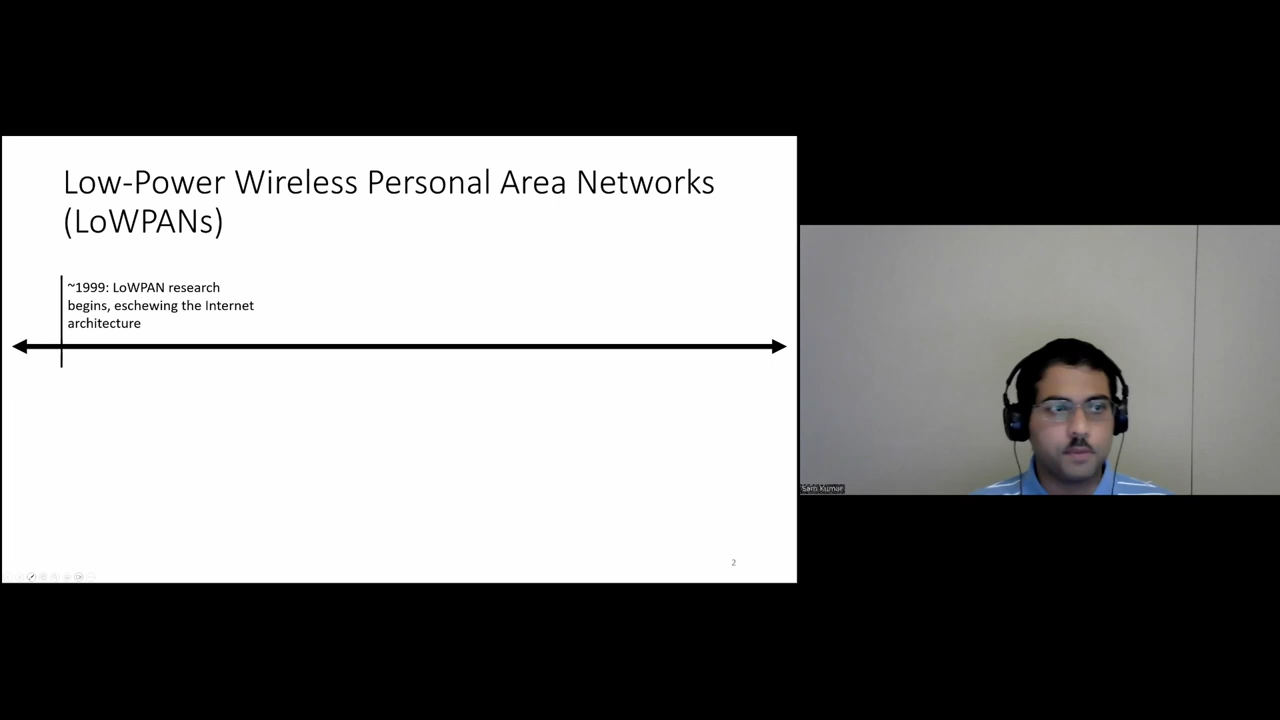 Low-Power Wireless Personal Area Networks
(LoWPANs)
~1999: LoWPAN research
begins, eschewing the Internet
architecture
2
Sam Kumar